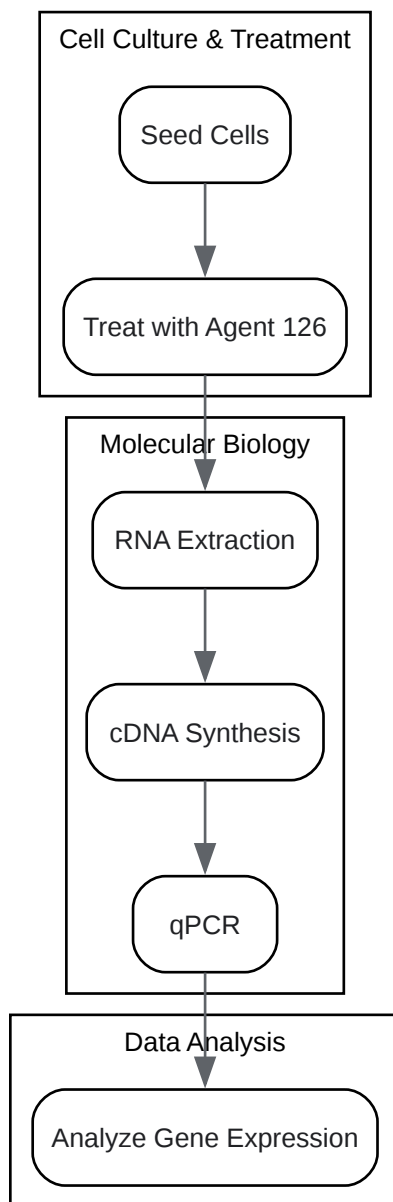 Cell Culture & Treatment
Seed Cells
Treat with Agent 126
Molecular Biology
RNA Extraction
cDNA Synthesis
qPCR
Data Analysis
Analyze Gene Expression